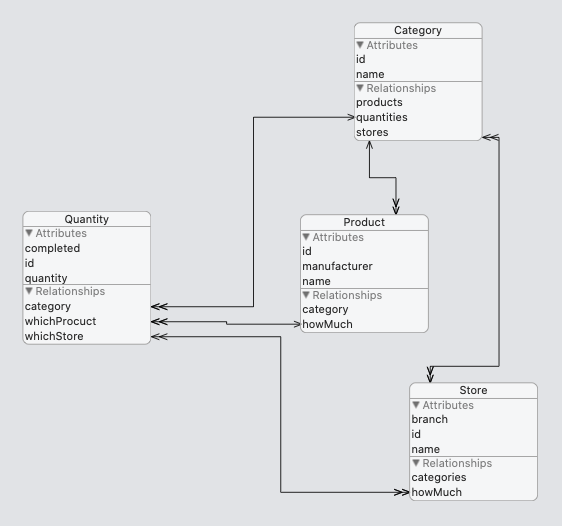 Category
Attributes
id
name
Relationships
products
quantities
stores
Quantity
Attributes
completed
id
quantity
Relationships
category
whichProcuct
whichStore
Product
Attributes
id
manufacturer
name
Relationships
category
howMuch
Store
Attributes
branch
id
name
Relationships
categories
howMuch